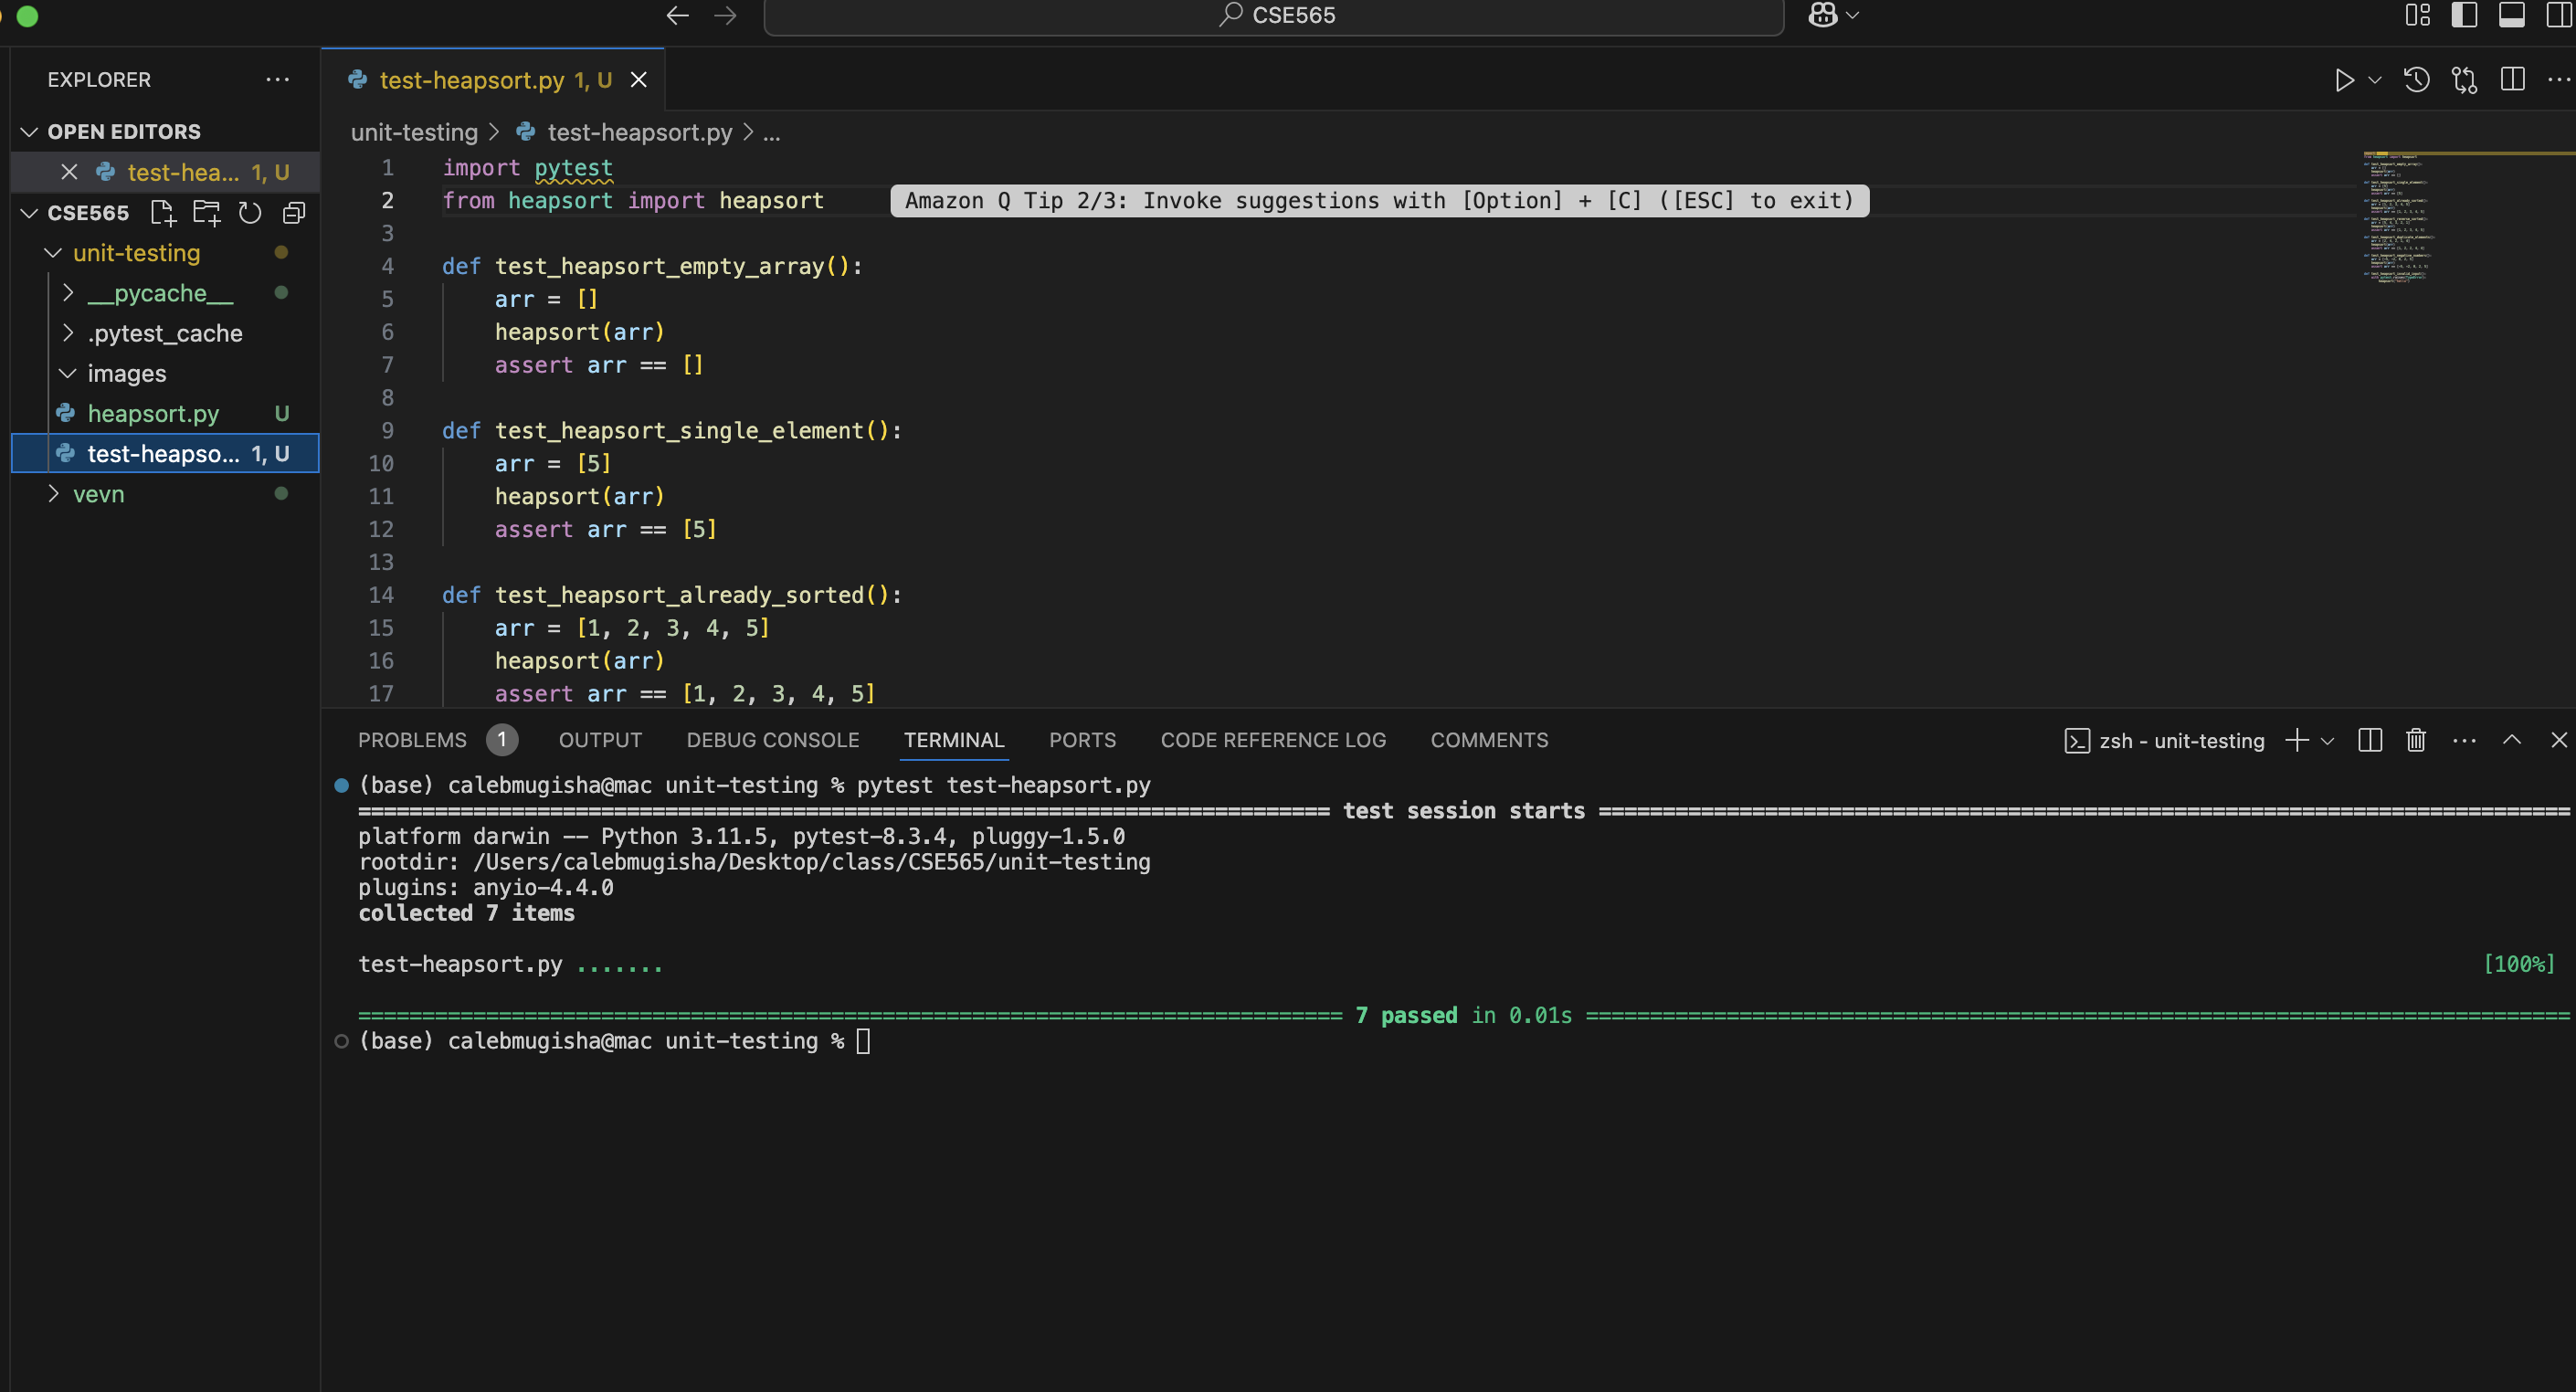 CSE565
EXPLORER ...
OPEN EDITORS
test-hea... 1, U
CSE565
unit-testing
__pycache__
.pytest_cache
images
heapsort.py U
test-heapso... 1, U
vevn
test-heapsort.py 1, U
unit-testing > test-heapsort.py > ...
1 import pytest
2 from heapsort import heapsort Amazon Q Tip 2/3: Invoke suggestions with [Option] + [C] ([ESC] to exit)
3
4 def test_heapsort_empty_array():
5 arr = []
6 heapsort(arr)
7 assert arr == []
8
9 def test_heapsort_single_element():
10 arr = [5]
11 heapsort(arr)
12 assert arr == [5]
13
14 def test_heapsort_already_sorted():
15 arr = [1, 2, 3, 4, 5]
16 heapsort(arr)
17 assert arr == [1, 2, 3, 4, 5]
PROBLEMS 1 OUTPUT DEBUG CONSOLE TERMINAL PORTS CODE REFERENCE LOG COMMENTS zsh - unit-testing
(base) calebmugisha@mac unit-testing % pytest test-heapsort.py
test session starts
platform darwin -- Python 3.11.5, pytest-8.3.4, pluggy-1.5.0
rootdir: /Users/calebmugisha/Desktop/class/CSE565/unit-testing
plugins: anyio-4.4.0
collected 7 items
test-heapsort.py ....... [100%]
7 passed in 0.01s
(base) calebmugisha@mac unit-testing %